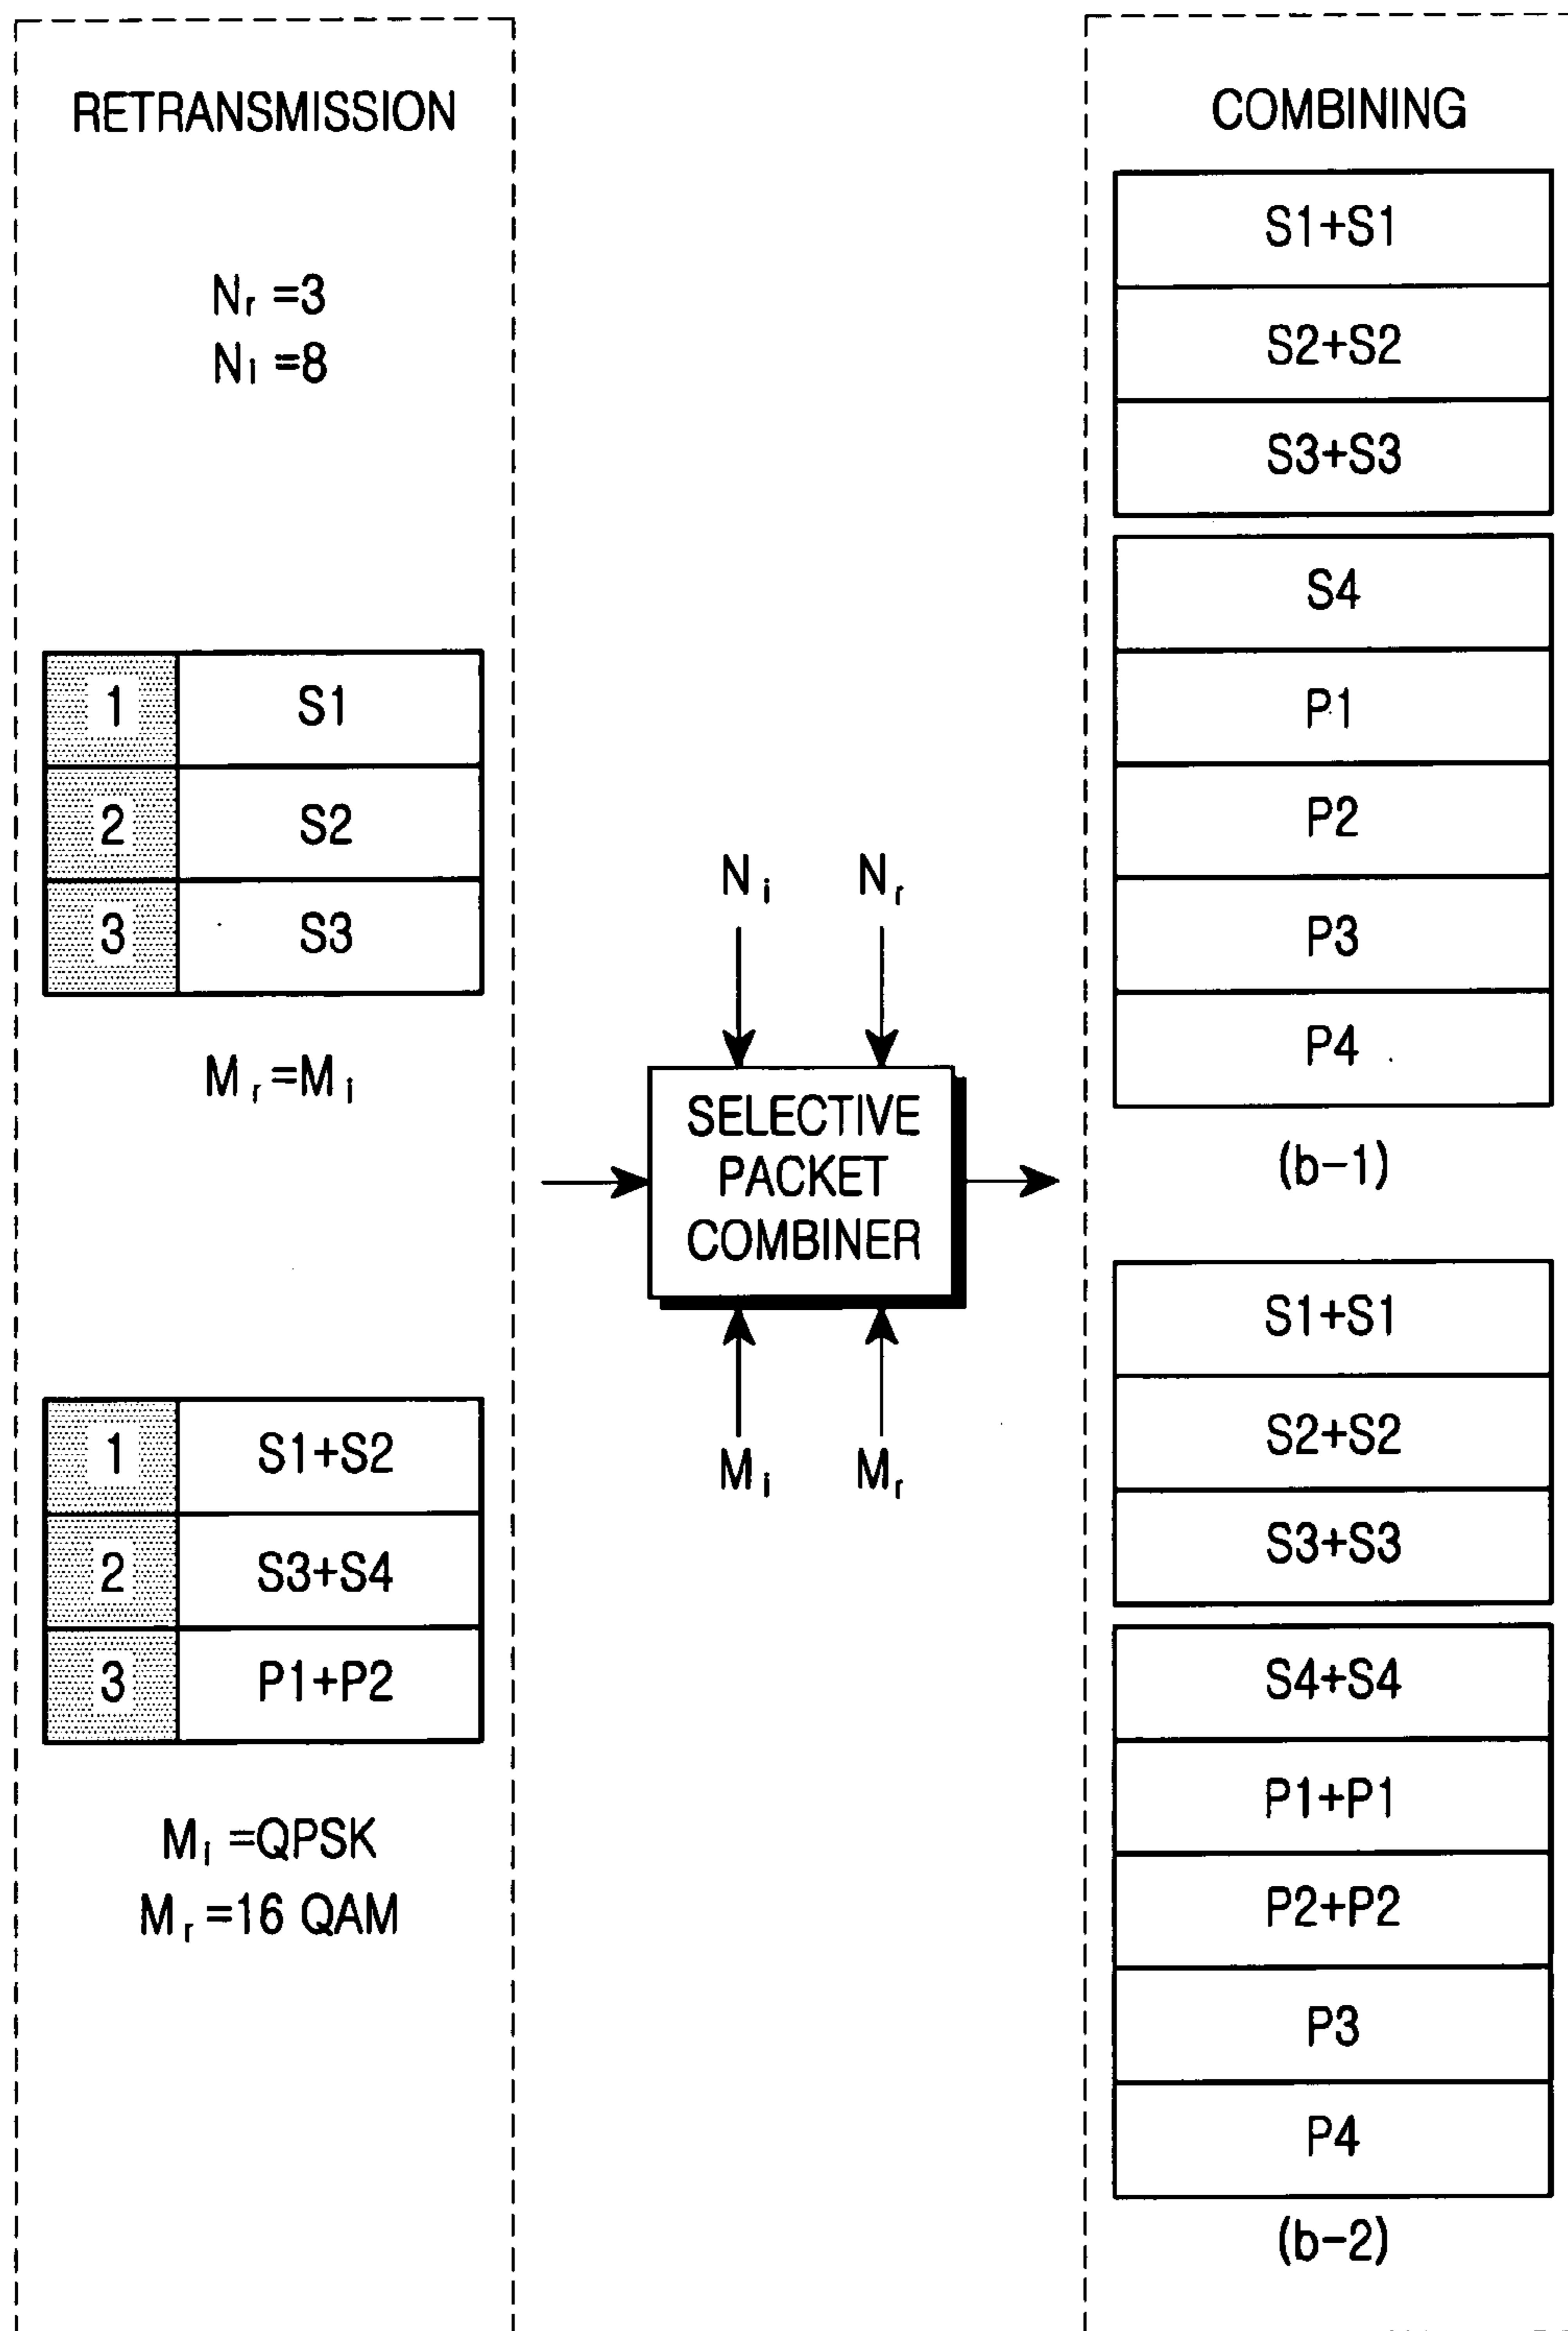 RETRANSMISSION
Nr =3
Ni =8
1 S1
2 S2
3 S3
Mr =Mi
1 S1+S2
2 S3+S4
3 P1+P2
Mi =QPSK
Mr =16 QAM
Ni Nr
SELECTIVE
PACKET
COMBINER
Mi Mr
COMBINING
S1+S1
S2+S2
S3+S3
S4
P1
P2
P3
P4
(b-1)
S1+S1
S2+S2
S3+S3
S4+S4
P1+P1
P2+P2
P3
P4
(b-2)